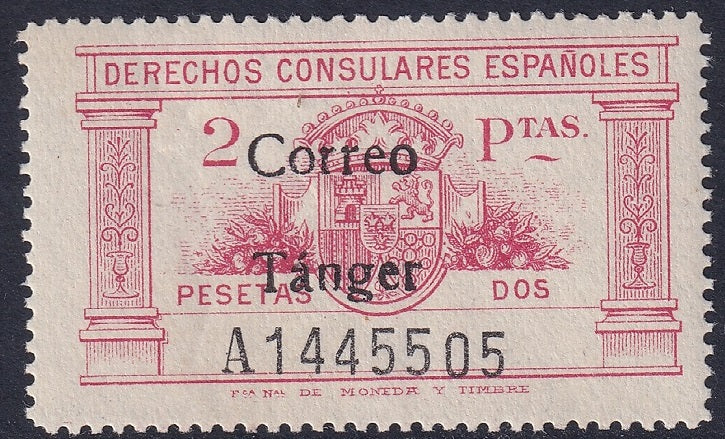 DERECHOS CONSULARES ESPAÑOLES
2 PTAS.
Correo
Tánger
PESETAS DOS
A1445505
Fca Nal DE MONEDA Y TIMBRE